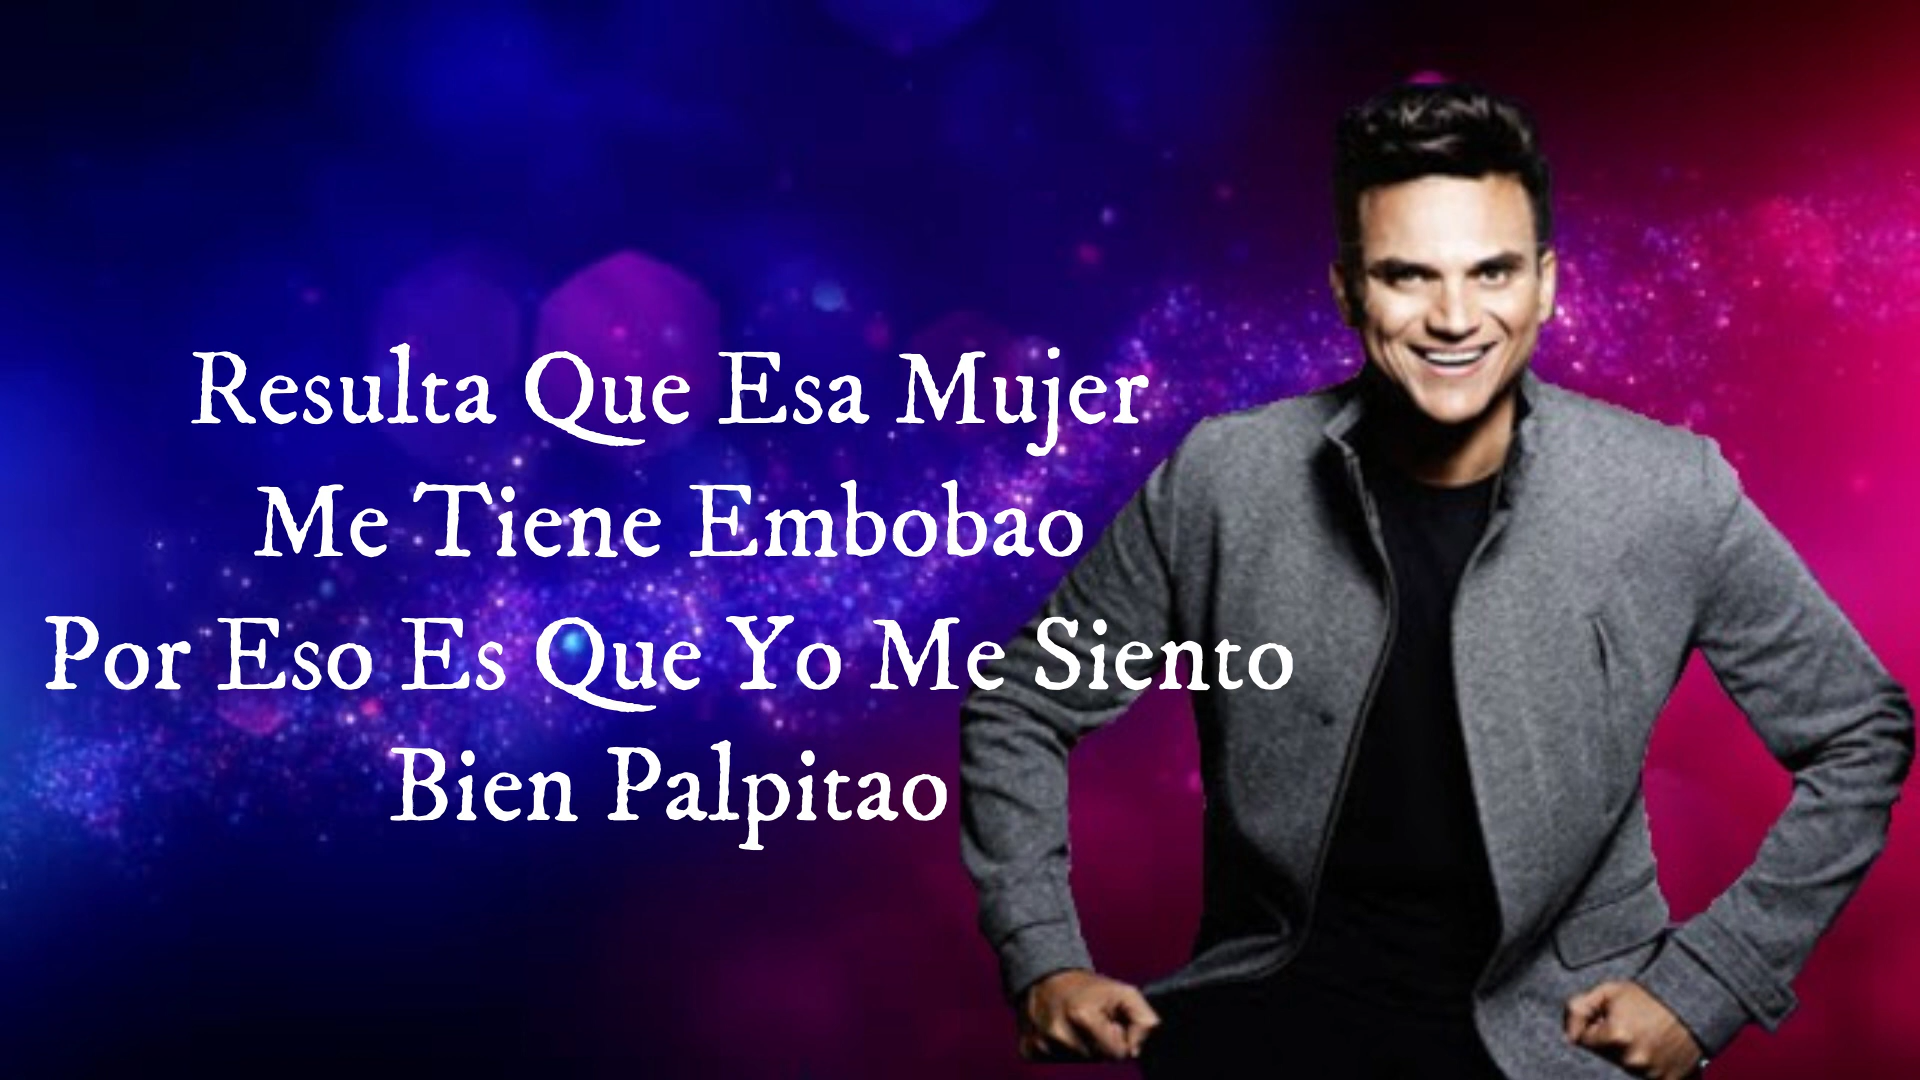 Resulta Que Esa Mujer
Me Tiene Embobao
Por Eso Es Que Yo Me Siento
Bien Palpitao